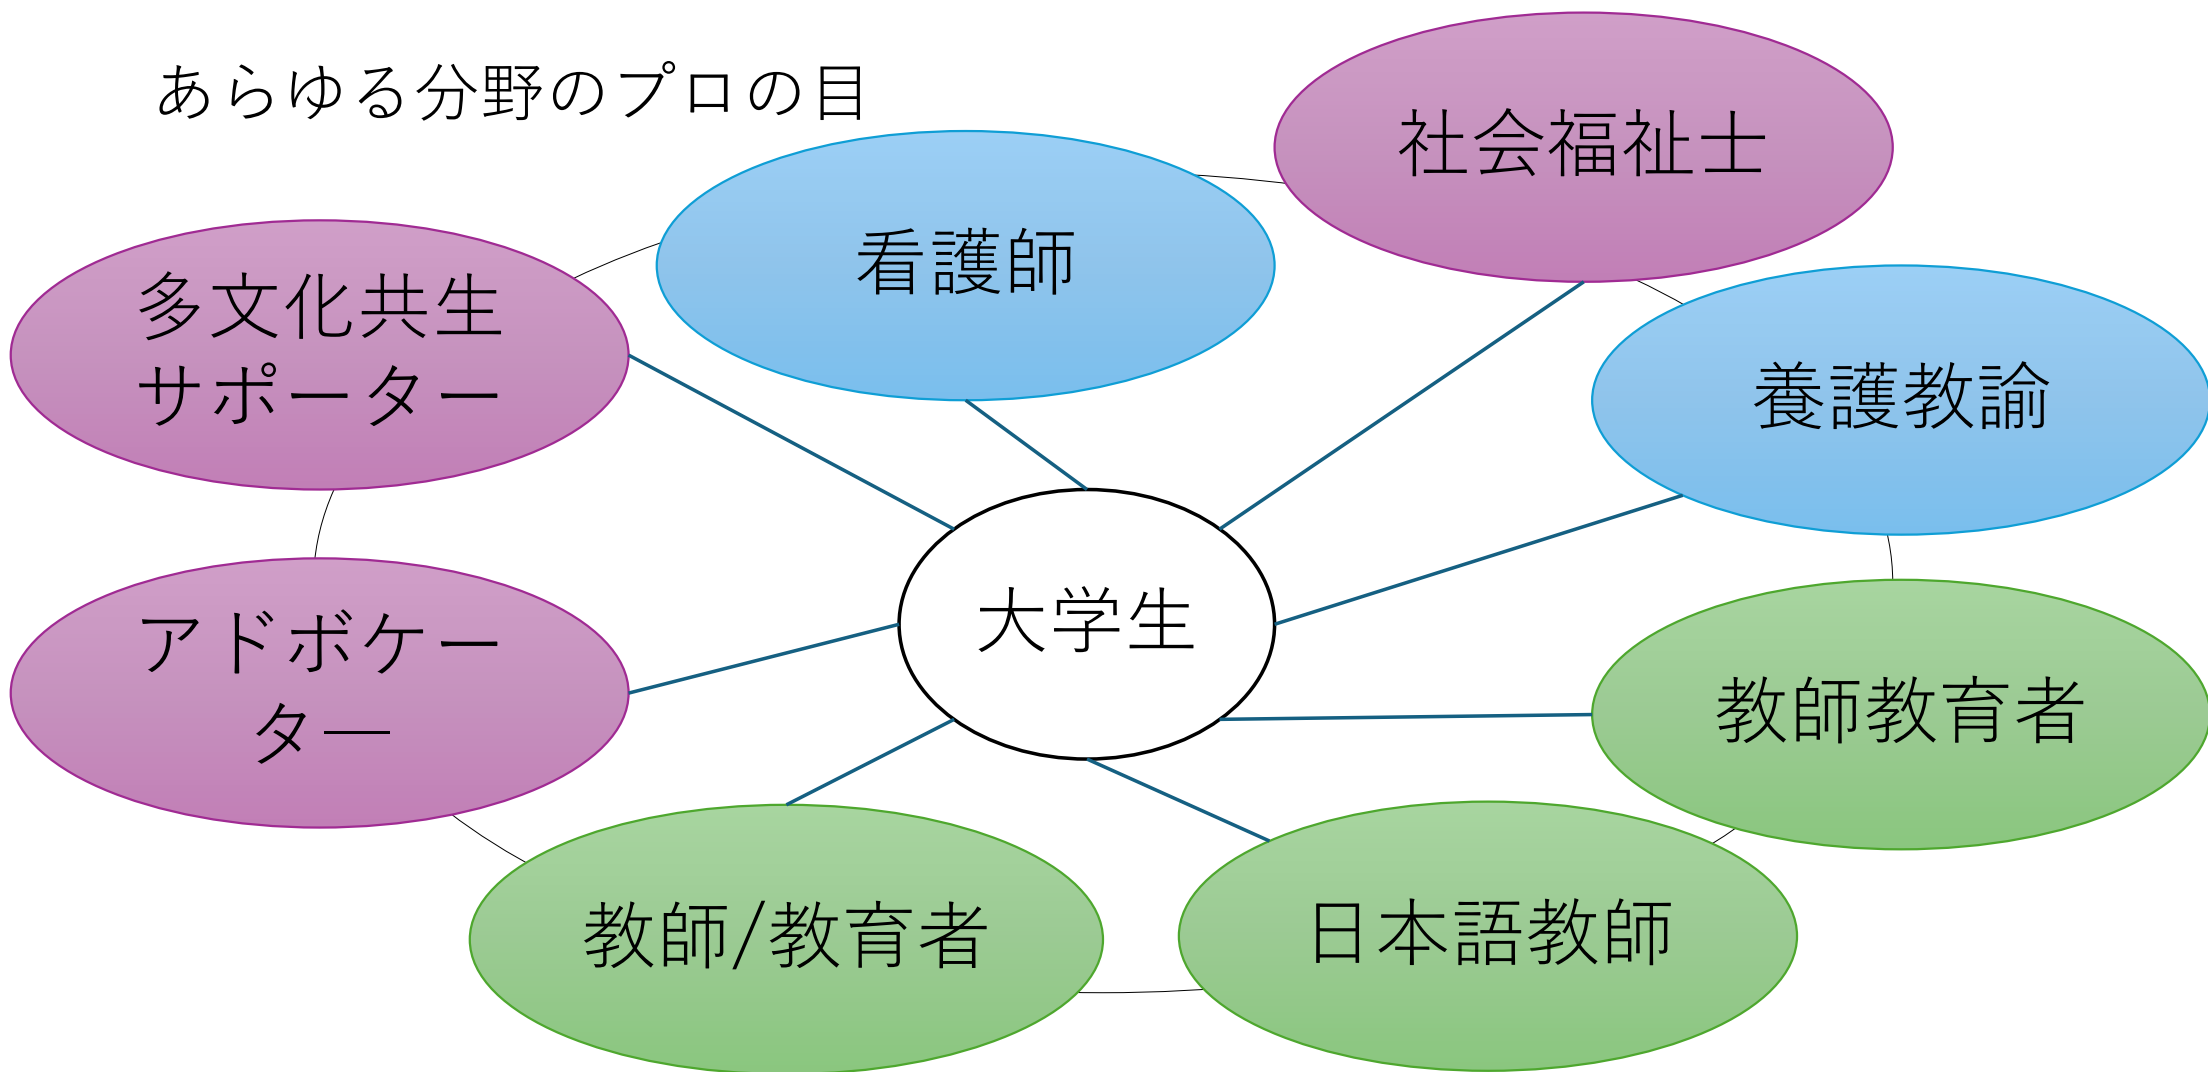 あらゆる分野のプロの目
社会福祉士
看護師
多文化共生
サポーター
養護教諭
大学生
アドボケー
ター
教師教育者
教師/教育者
日本語教師